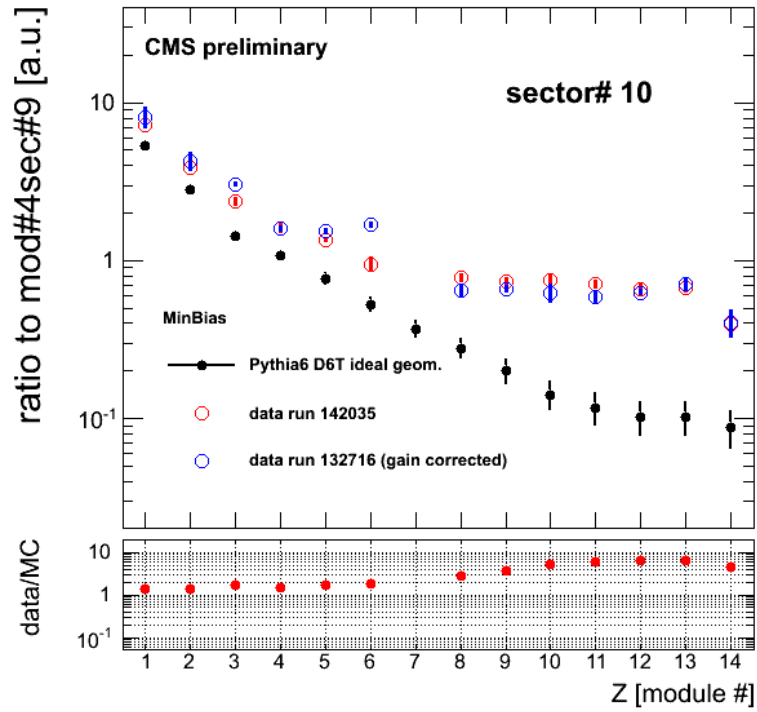 ratio to mod#4sec#9 [a.u.]
CMS preliminary
sector# 10
10
1
10-1
MinBias
Pythia6 D6T ideal geom.
data run 142035
data run 132716 (gain corrected)
data/MC
10
1
10-1
1 2 3 4 5 6 7 8 9 10 11 12 13 14
Z [module #]